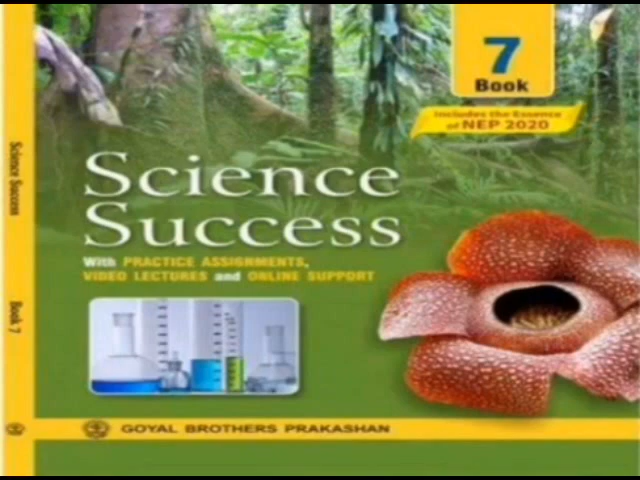 7
Book
Includes the Essence
of NEP 2020
Science
Success
With PRACTICE ASSIGNMENTS,
VIDEO LECTURES and ONLINE SUPPORT
GOYAL BROTHERS PRAKASHAN
Science Success
Book 7